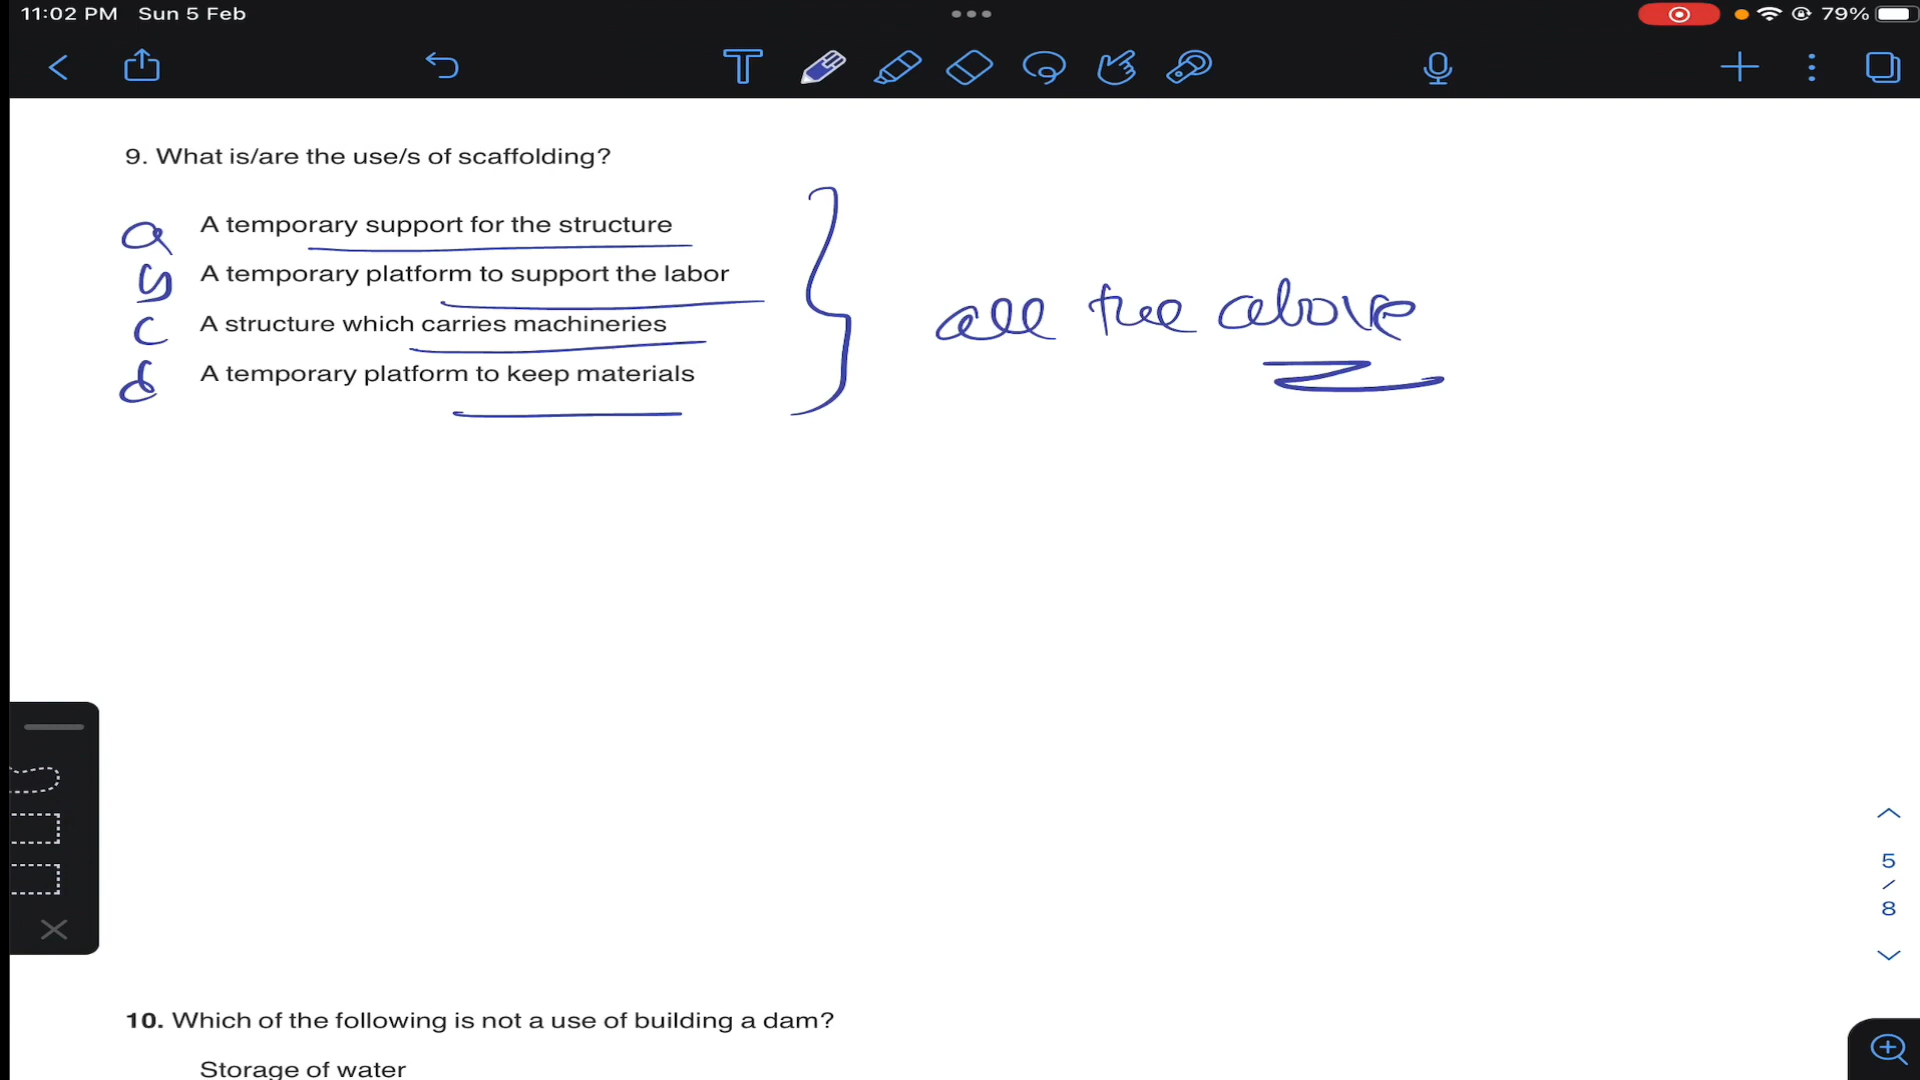 11:02 PM Sun 5 Feb
79%
T
9. What is/are the use/s of scaffolding?
a A temporary support for the structure
b A temporary platform to support the labor
c A structure which carries machineries
d A temporary platform to keep materials
all the above
5
/
8
10. Which of the following is not a use of building a dam?
Storage of water